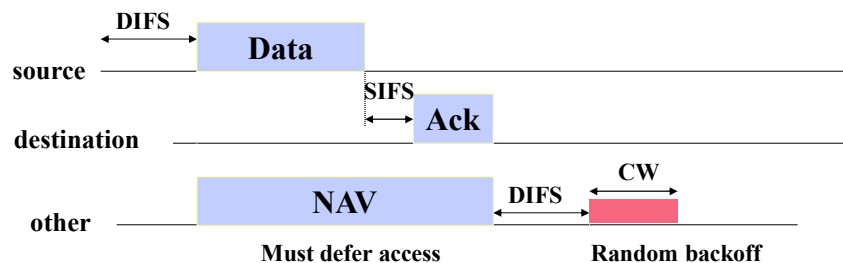 DIFS
Data
source
SIFS
Ack
destination
CW
NAV
DIFS
other
Must defer access
Random backoff